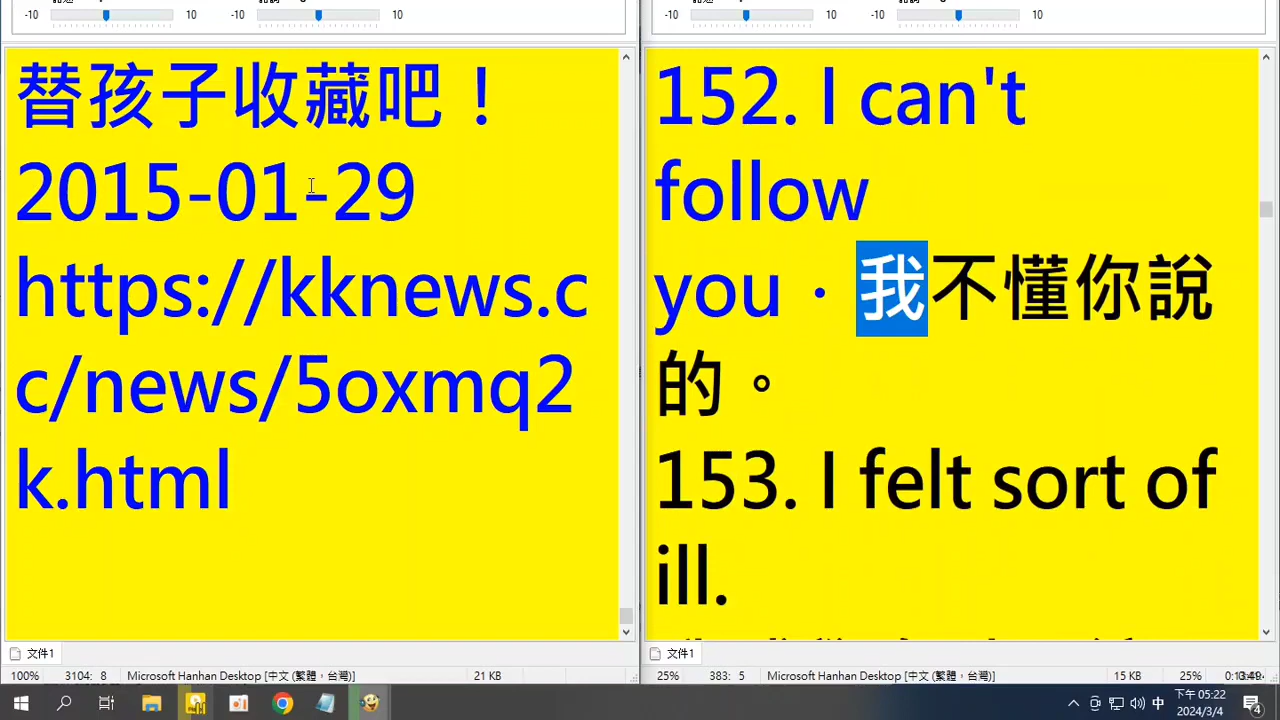 -10 10 -10 10
-10 10 -10 10
替孩子收藏吧！
2015-01-29
https://kknews.c
c/news/5oxmq2
k.html
152. I can't
follow
you．我不懂你說
的。
153. I felt sort of
ill.
文件1
100% 3104: 8 Microsoft Hanhan Desktop [中文 (繁體，台灣)] 21 KB
文件1
25% 383: 5 Microsoft Hanhan Desktop [中文 (繁體，台灣)] 15 KB 25%
中
下午 05:22
2024/3/4
4